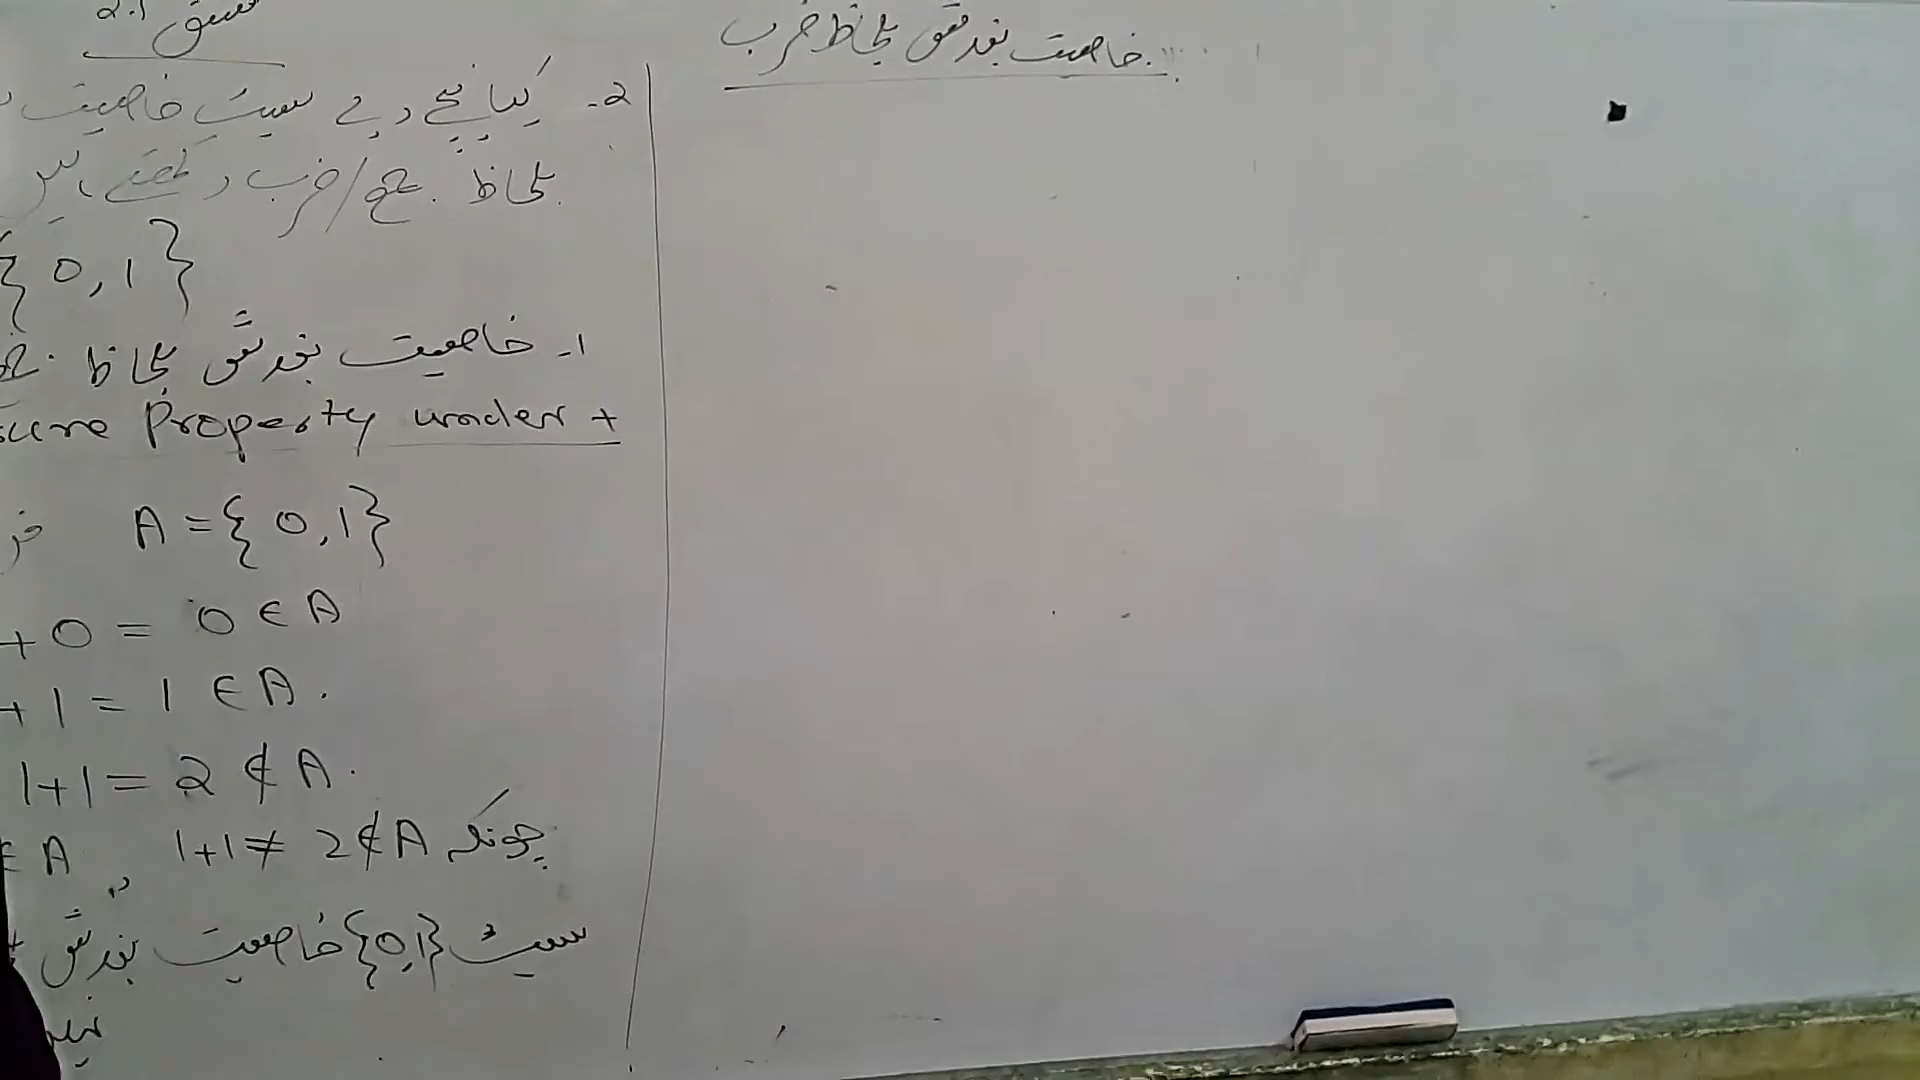 مشق 2.1
2- کیا نیچے دیے سیٹ خاصیت
بلحاظ جمع/ضرب رکھتے ہیں
{0,1}
1- خاصیت بندش بلحاظ
Property under +
A = {0,1}
+ 0 = 0 ∈ A
+ 1 = 1 ∈ A.
1+1 = 2 ∉ A.
چونکہ 1+1 ≠ 2 ∉ A , ∈ A
سیٹ {0,1} خاصیت بندش +
نہیں
خاصیت بندش بلحاظ ضرب